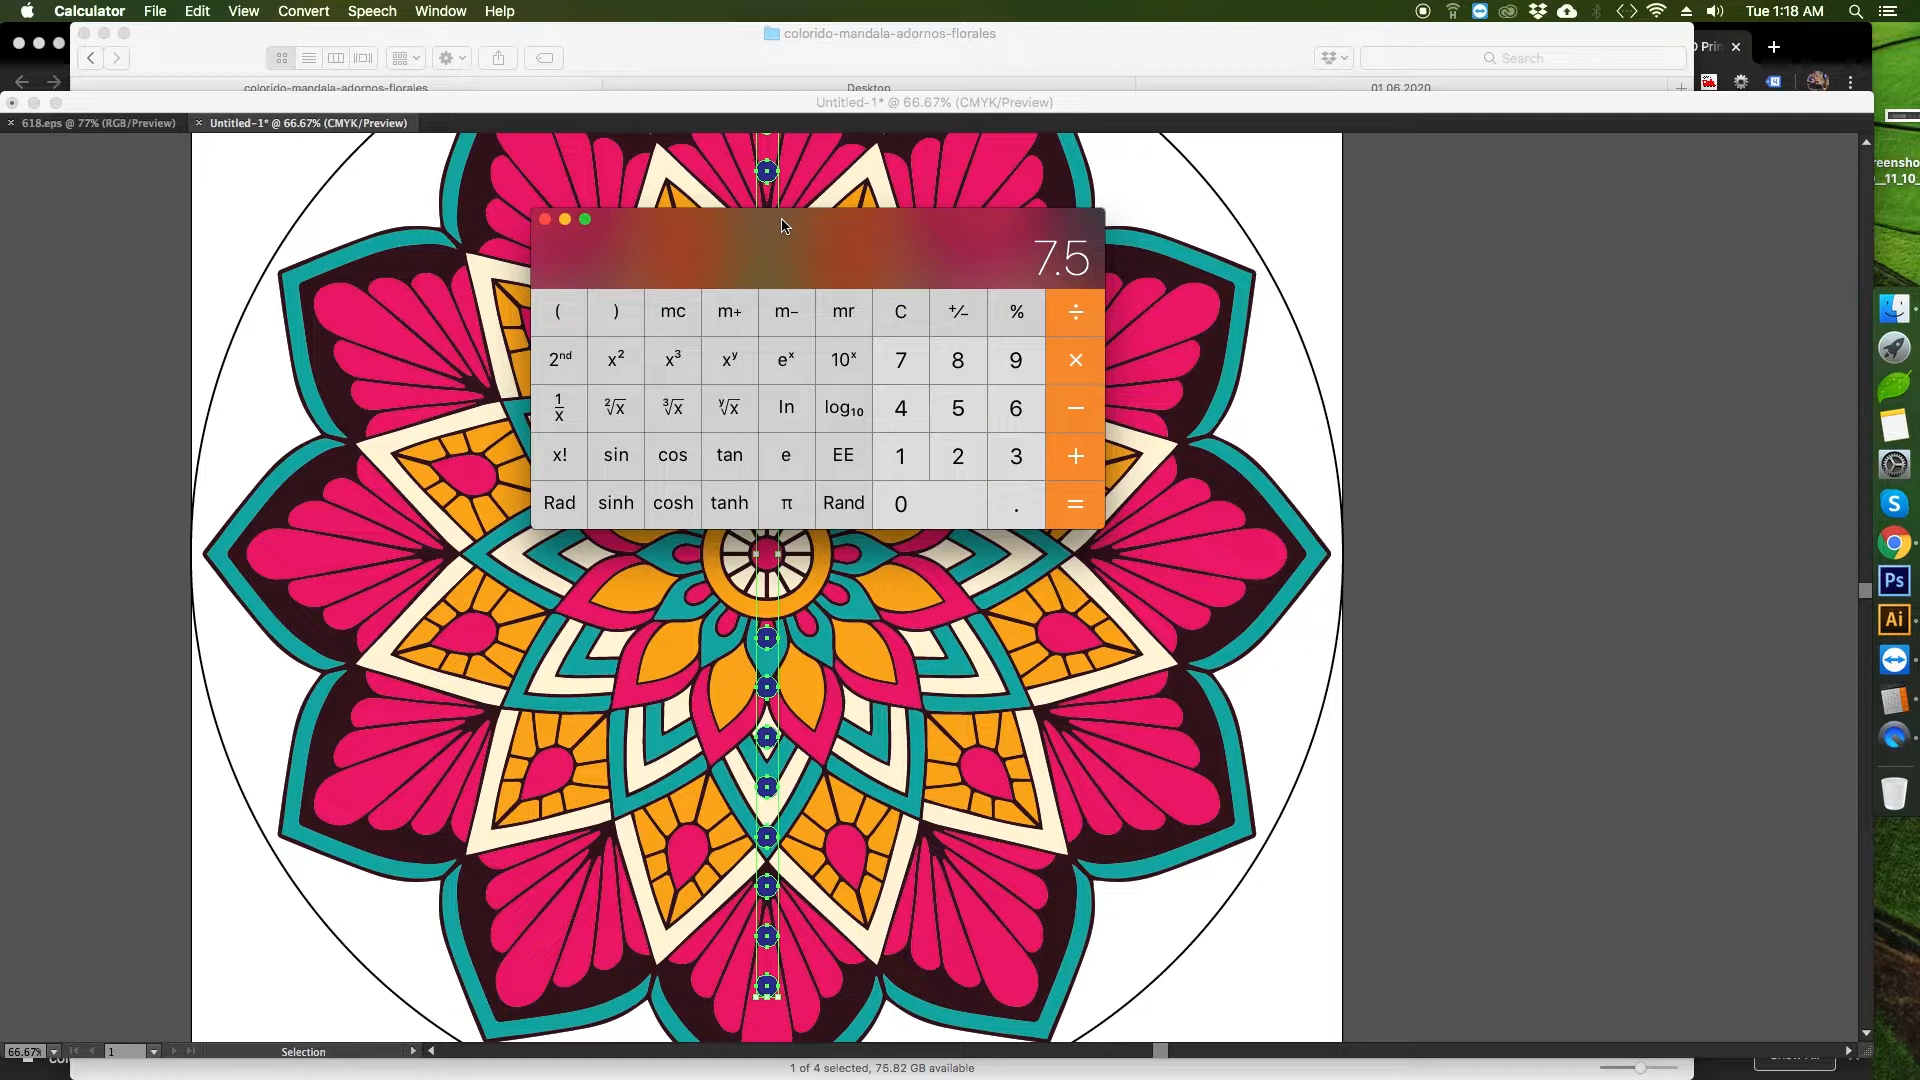 Calculator File Edit View Convert Speech Window Help
Tue 1:18 AM
colorido-mandala-adornos-florales
Search
colorido-mandala-adornos-florales
Desktop
01.06.2020
Untitled-1* @ 66.67% (CMYK/Preview)
618.eps @ 77% (RGB/Preview)
Untitled-1* @ 66.67% (CMYK/Preview)
7.5
( ) mc m+ m− mr C ⁺∕₋ % ÷
2ⁿᵈ x² x³ xʸ eˣ 10ˣ 7 8 9 ×
1/x ²√x ³√x ʸ√x ln log₁₀ 4 5 6 −
x! sin cos tan e EE 1 2 3 +
Rad sinh cosh tanh π Rand 0 . =
Ps
Ai
66.67%
1
Selection
1 of 4 selected, 75.82 GB available